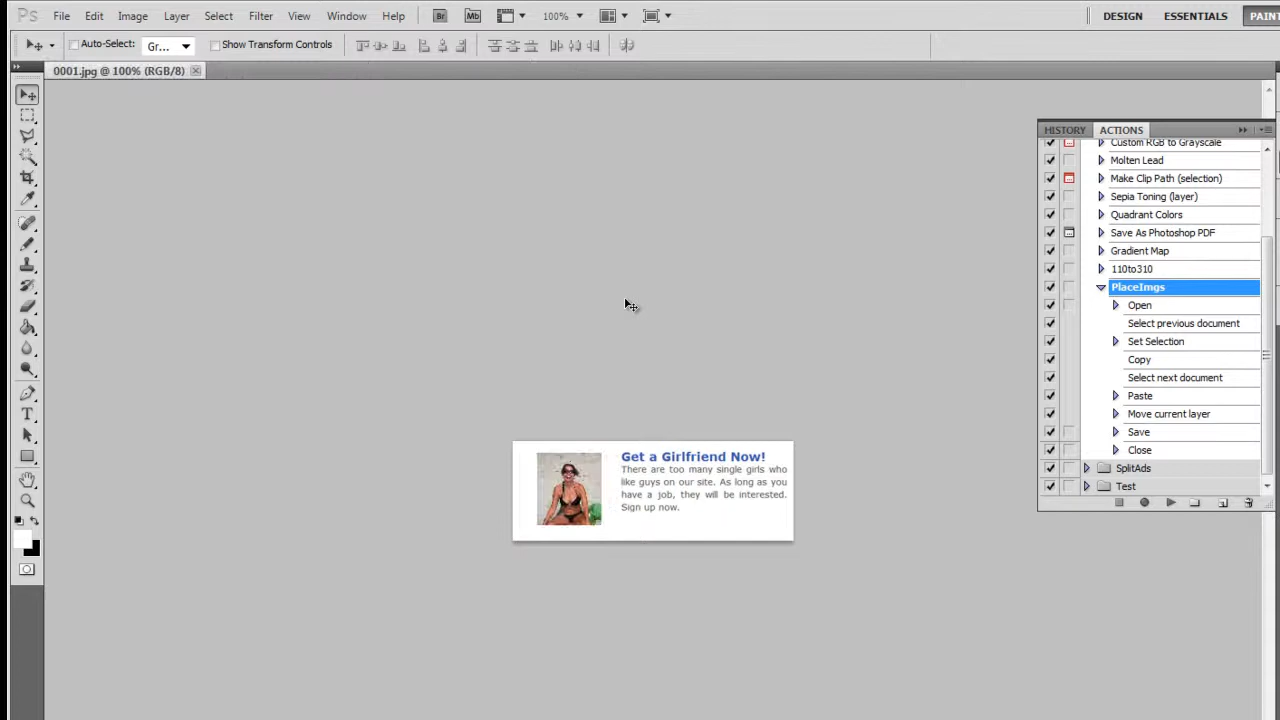 Ps File Edit Image Layer Select Filter View Window Help Br Mb 100% DESIGN ESSENTIALS PAIN
Auto-Select: Gr... Show Transform Controls
0001.jpg @ 100% (RGB/8)
HISTORY ACTIONS
Custom RGB to Grayscale
Molten Lead
Make Clip Path (selection)
Sepia Toning (layer)
Quadrant Colors
Save As Photoshop PDF
Gradient Map
110to310
PlaceImgs
Open
Select previous document
Set Selection
Copy
Select next document
Paste
Move current layer
Save
Close
SplitAds
Test
Get a Girlfriend Now!
There are too many single girls who
like guys on our site. As long as you
have a job, they will be interested.
Sign up now.